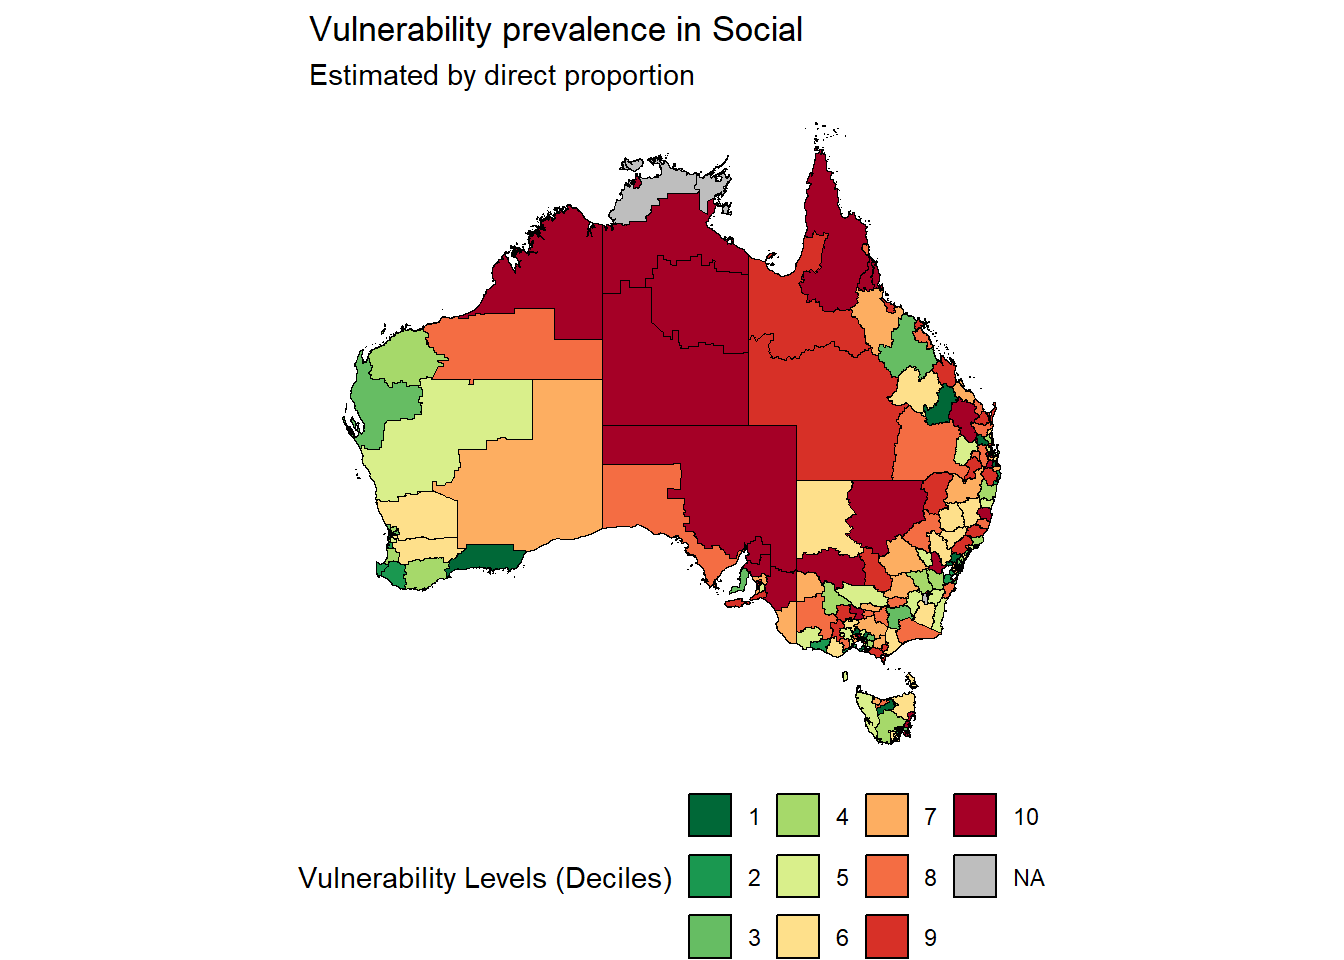 Vulnerability prevalence in Social
Estimated by direct proportion
Vulnerability Levels (Deciles)
1
2
3
4
5
6
7
8
9
10
NA